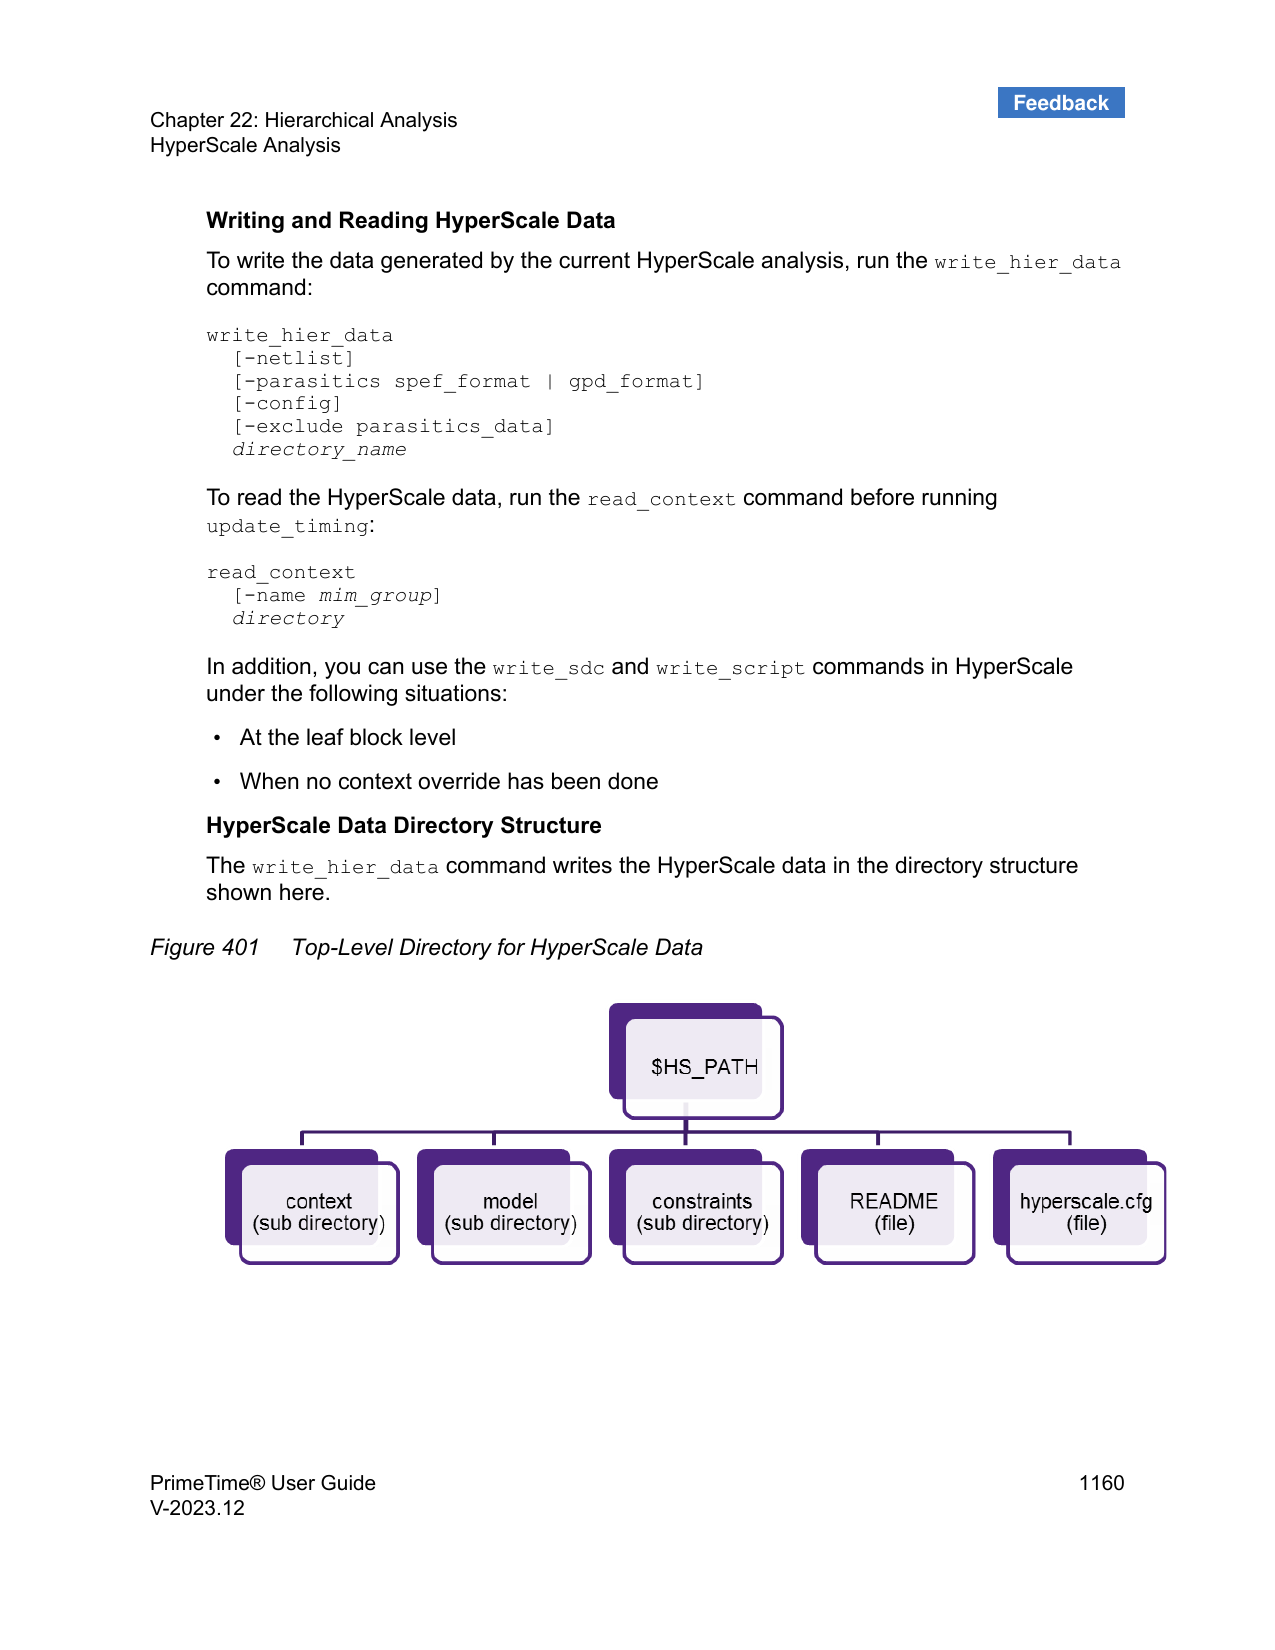 Feedback
Chapter 22: Hierarchical Analysis
HyperScale Analysis
Writing and Reading HyperScale Data
To write the data generated by the current HyperScale analysis, run the write_hier_data
command:
write_hier_data
[-netlist]
[-parasitics spef_format | gpd_format]
[-config]
[-exclude parasitics_data]
directory_name
To read the HyperScale data, run the read_context command before running
update_timing:
read_context
[-name mim_group]
directory
In addition, you can use the write_sdc and write_script commands in HyperScale
under the following situations:
• At the leaf block level
• When no context override has been done
HyperScale Data Directory Structure
The write_hier_data command writes the HyperScale data in the directory structure
shown here.
Figure 401 Top-Level Directory for HyperScale Data
$HS_PATH
context
(sub directory)
model
(sub directory)
constraints
(sub directory)
README
(file)
hyperscale.cfg
(file)
PrimeTime® User Guide 1160
V-2023.12